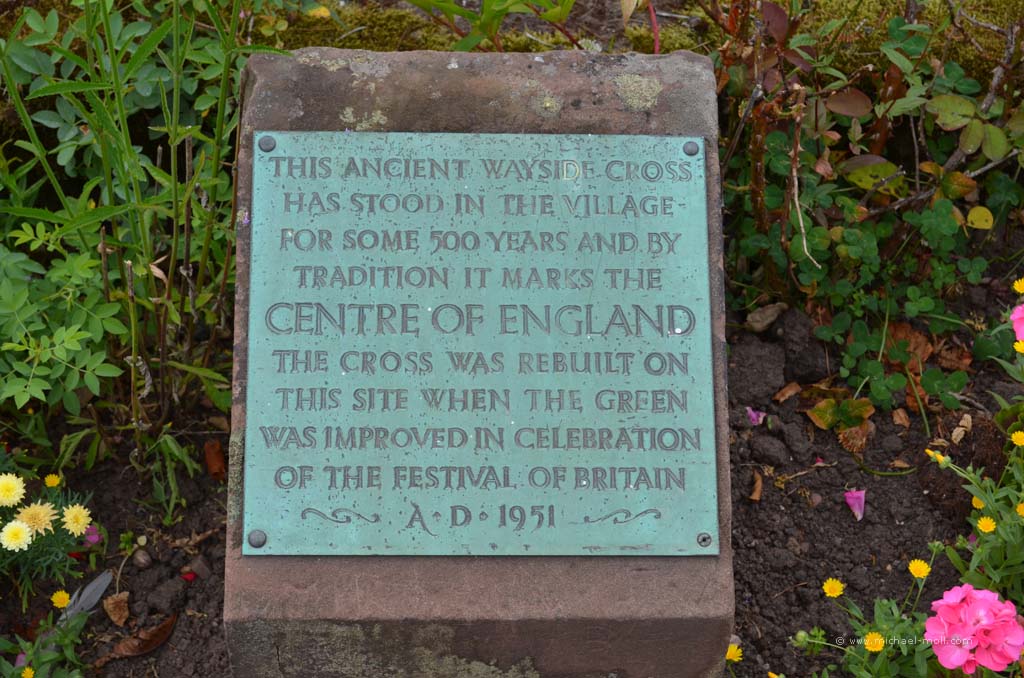 THIS ANCIENT WAYSIDE CROSS
HAS STOOD IN THE VILLAGE
FOR SOME 500 YEARS AND BY
TRADITION IT MARKS THE
CENTRE OF ENGLAND
THE CROSS WAS REBUILT ON
THIS SITE WHEN THE GREEN
WAS IMPROVED IN CELEBRATION
OF THE FESTIVAL OF BRITAIN
A · D · 1951
© www.michael-moll.com